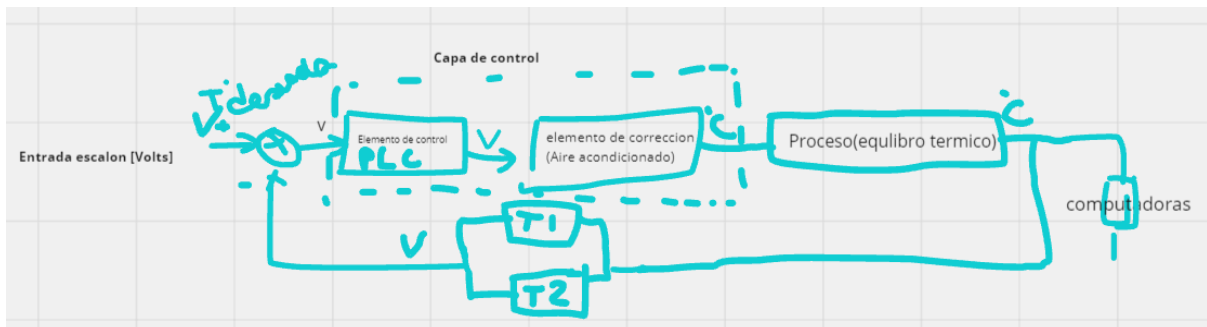 Capa de control
T deseada
V
V
Elemento de control
PLC
V
elemento de correccion
(Aire acondicionado)
°C
Proceso(equlibro termico)
°C
Entrada escalon [Volts]
computadoras
T1
V
T2